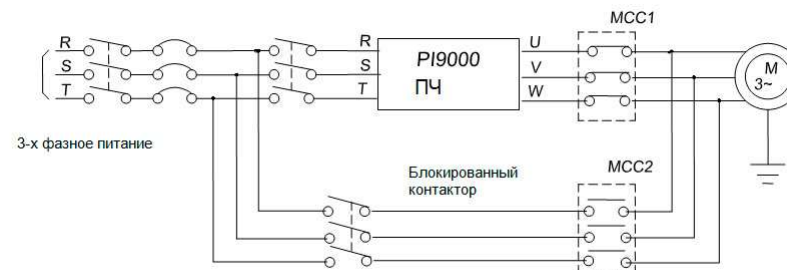 MCC1
R R U
S S PI9000 V M
T T ПЧ W 3~
3-х фазное питание
Блокированный
контактор
MCC2